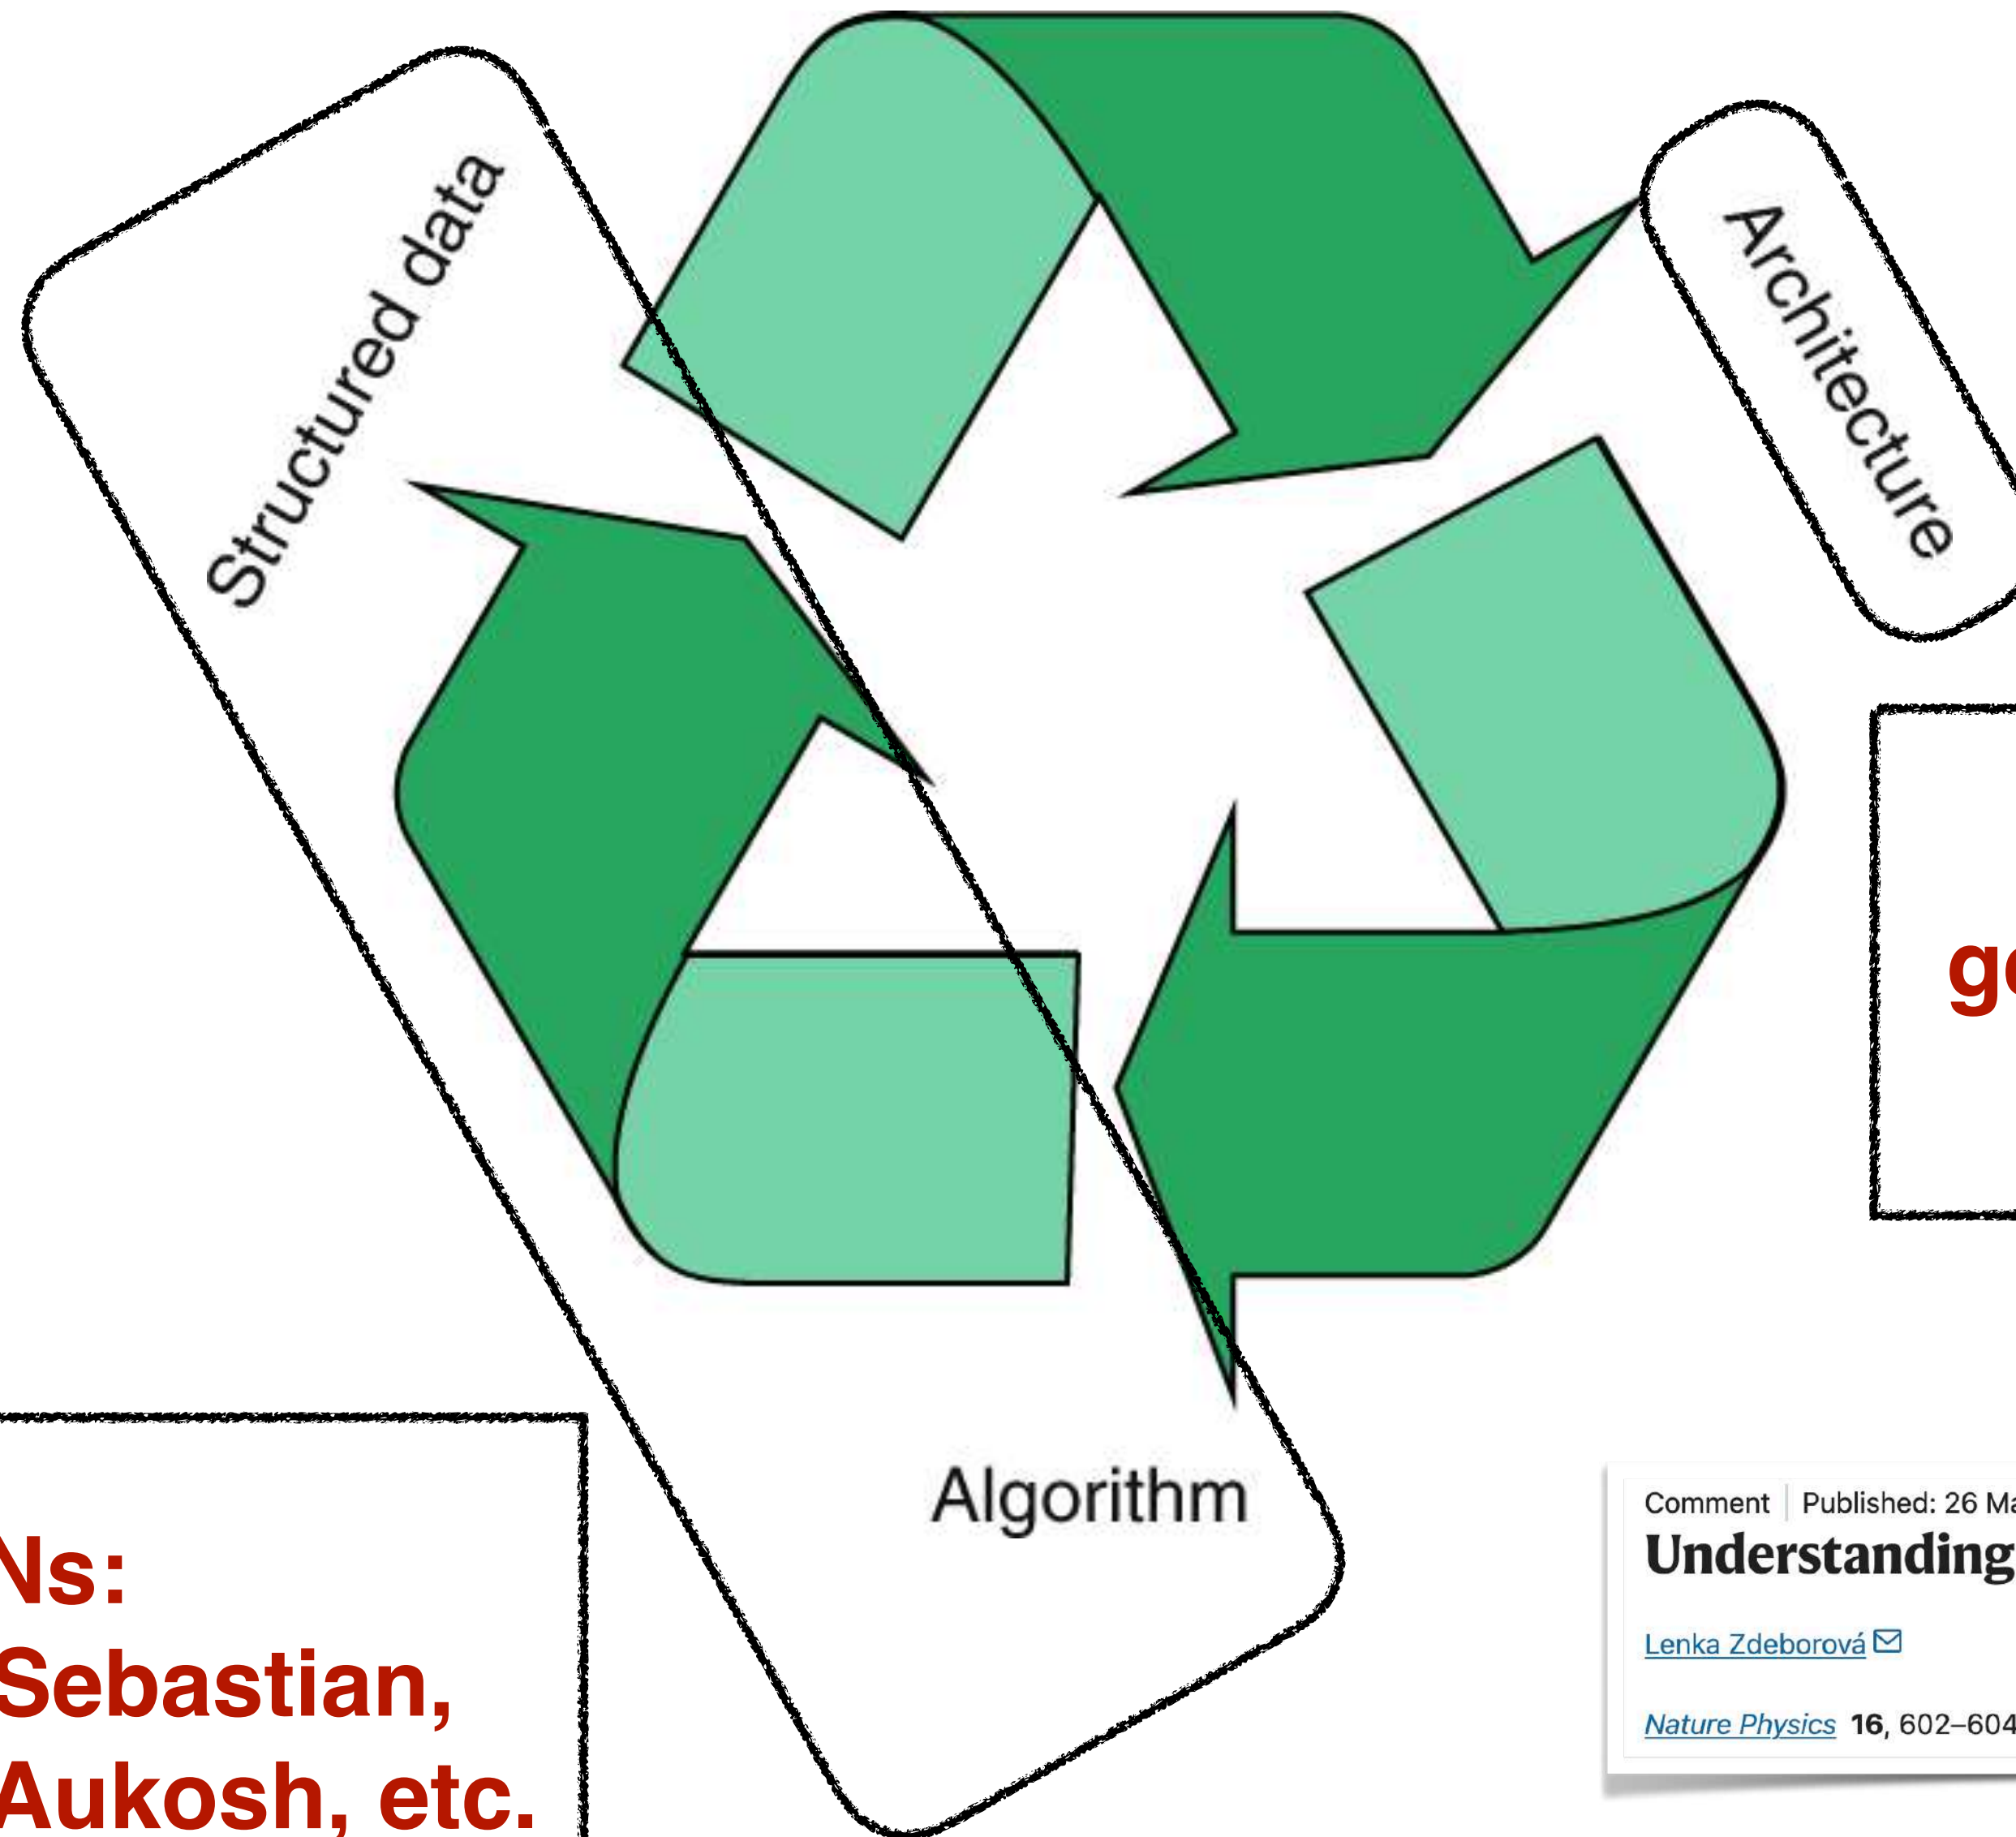 Structured data
Architecture
Algorithm
Ns:
Sebastian,
Aukosh, etc.
Comment | Published: 26 Ma
Understanding
Lenka Zdeborová
Nature Physics 16, 602–604